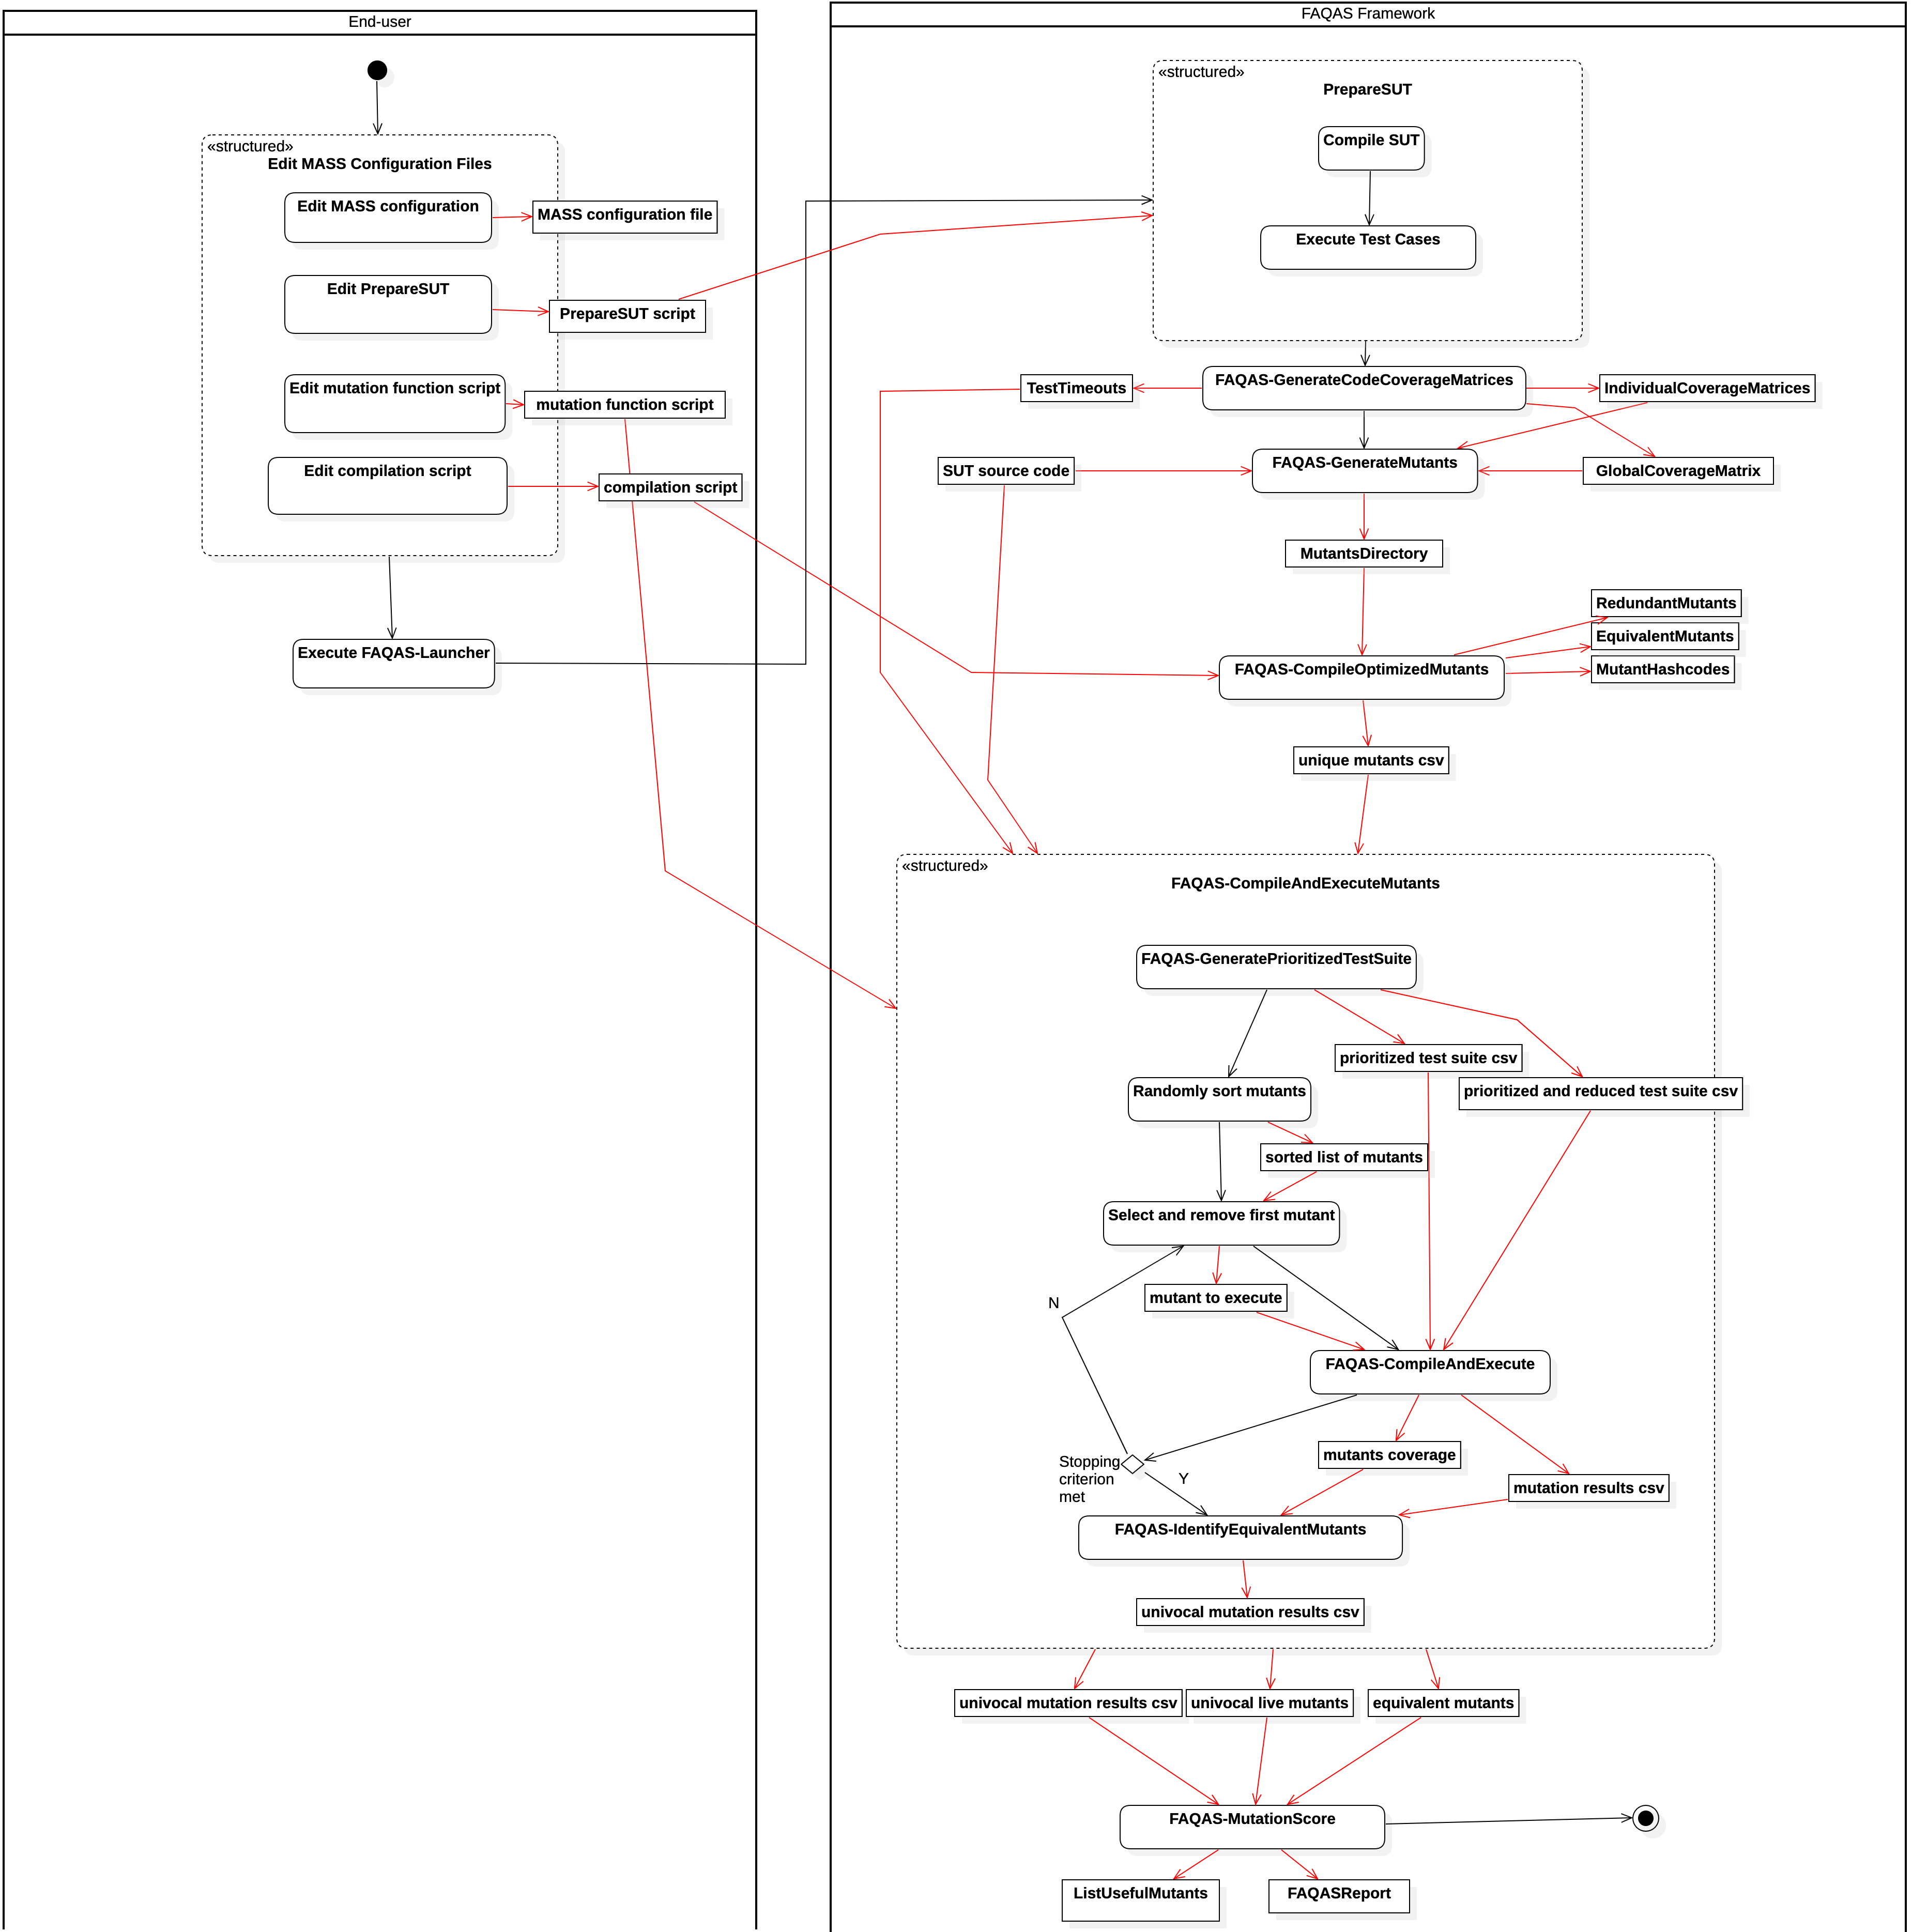 End-user
«structured»
Edit MASS Configuration Files
Edit MASS configuration
MASS configuration file
Edit PrepareSUT
PrepareSUT script
Edit mutation function script
mutation function script
Edit compilation script
compilation script
Execute FAQAS-Launcher
FAQAS Framework
«structured»
PrepareSUT
Compile SUT
Execute Test Cases
TestTimeouts
FAQAS-GenerateCodeCoverageMatrices
IndividualCoverageMatrices
SUT source code
FAQAS-GenerateMutants
GlobalCoverageMatrix
MutantsDirectory
RedundantMutants
EquivalentMutants
FAQAS-CompileOptimizedMutants
MutantHashcodes
unique mutants csv
«structured»
FAQAS-CompileAndExecuteMutants
FAQAS-GeneratePrioritizedTestSuite
prioritized test suite csv
Randomly sort mutants
prioritized and reduced test suite csv
sorted list of mutants
Select and remove first mutant
N
mutant to execute
FAQAS-CompileAndExecute
Stopping
criterion
met
Y
mutants coverage
mutation results csv
FAQAS-IdentifyEquivalentMutants
univocal mutation results csv
univocal mutation results csv
univocal live mutants
equivalent mutants
FAQAS-MutationScore
ListUsefulMutants
FAQASReport